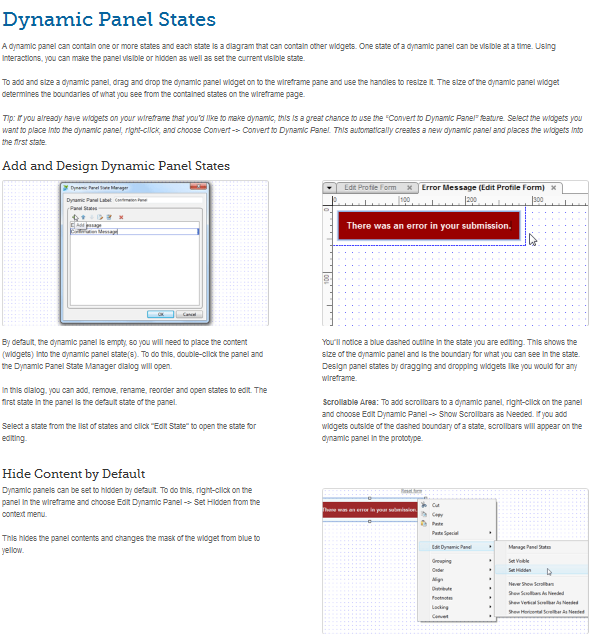 Dynamic Panel States
A dynamic panel can contain one or more states and each state is a diagram that can contain other widgets. One state of a dynamic panel can be visible at a time. Using
Interactions, you can make the panel visible or hidden as well as set the current visible state.
To add and size a dynamic panel, drag and drop the dynamic panel widget on to the wireframe pane and use the handles to resize it. The size of the dynamic panel widget
determines the boundaries of what you see from the contained states on the wireframe page.
Tip: If you already have widgets on your wireframe that you'd like to make dynamic, this is a great chance to use the "Convert to Dynamic Panel" feature. Select the widgets you
want to place into the dynamic panel, right-click, and choose Convert -> Convert to Dynamic Panel. This automatically creates a new dynamic panel and places the widgets into
the first state.
Add and Design Dynamic Panel States
Dynamic Panel State Manager
Dynamic Panel Label: Confirmation Panel
Panel States
Add
Confirmation Message
OK Cancel
Edit Profile Form Error Message (Edit Profile Form)
0 100 200 300
0
There was an error in your submission.
100
By default, the dynamic panel is empty, so you will need to place the content
(widgets) into the dynamic panel state(s). To do this, double-click the panel and
the Dynamic Panel State Manager dialog will open.
In this dialog, you can add, remove, rename, reorder and open states to edit. The
first state in the panel is the default state of the panel.
Select a state from the list of states and click "Edit State" to open the state for
editing.
You'll notice a blue dashed outline in the state you are editing. This shows the
size of the dynamic panel and is the boundary for what you can see in the state.
Design panel states by dragging and dropping widgets like you would for any
wireframe.
Scrollable Area: To add scrollbars to a dynamic panel, right-click on the panel
and choose Edit Dynamic Panel -> Show Scrollbars as Needed. If you add
widgets outside of the dashed boundary of a state, scrollbars will appear on the
dynamic panel in the prototype.
Hide Content by Default
Dynamic panels can be set to hidden by default. To do this, right-click on the
panel in the wireframe and choose Edit Dynamic Panel -> Set Hidden from the
context menu.
This hides the panel contents and changes the mask of the widget from blue to
yellow.
Reset form
There was an error in your submission.
Cut
Copy
Paste
Paste Special
Edit Dynamic Panel
Grouping
Order
Align
Distribute
Footnotes
Locking
Convert
Manage Panel States
Set Visible
Set Hidden
Never Show Scrollbars
Show Scrollbars As Needed
Show Vertical Scrollbar As Needed
Show Horizontal Scrollbar As Needed